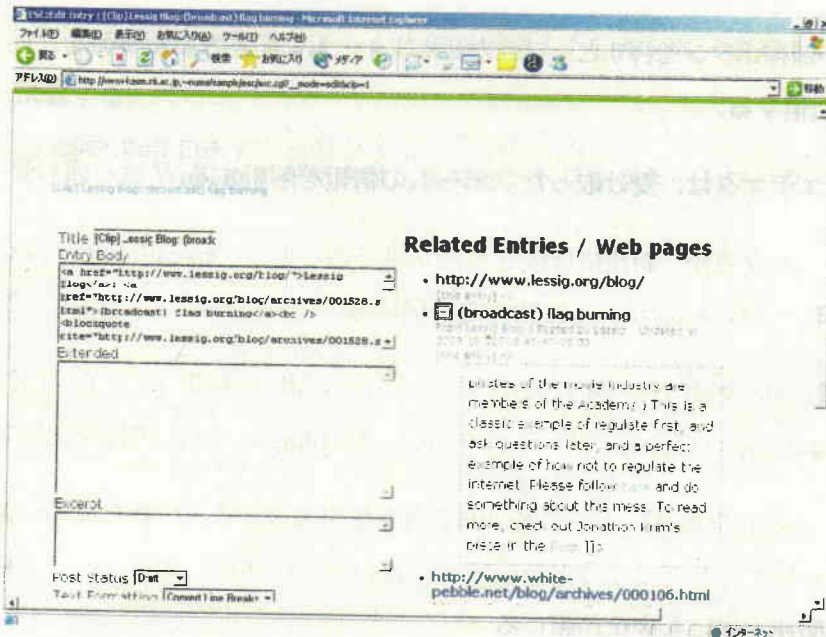 ESC:Edit Entry / [Clip] Lessig Blog: (broadcast) flag burning - Microsoft Internet Explorer
ファイル(F) 編集(E) 表示(V) お気に入り(A) ツール(T) ヘルプ(H)
戻る 検索 お気に入り メディア
アドレス(D) 移動
Title [Clip] Lessig Blog: (broadc
Entry Body
<a href="http://www.lessig.org/blog/">Lessig
Blog</a>: <a
href="http://www.lessig.org/blog/archives/001528.s
html">(broadcast) flag burning</a><br />
<blockquote
cite="http://www.lessig.org/blog/archives/001528.s
Extended
Excerpt
Post Status Draft
Text Formatting Convert Line Breaks
Related Entries / Web pages
• http://www.lessig.org/blog/
• (broadcast) flag burning
pirates of the movie industry are
members of the Academy.) This is a
classic example of regulate first, and
ask questions later, and a perfect
example of how not to regulate the
internet. Please follow and do
something about this mess. To read
more, check out Jonathon Krim's
piece in the ]]>
• http://www.white-
pebble.net/blog/archives/000106.html
インターネット